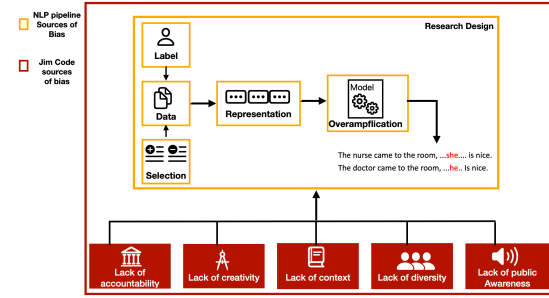 NLP pipeline
Sources of
Bias
Jim Code
sources
of bias
Research Design
Label
Data
Selection
Representation
Model
Overampflication
The nurse came to the room, ...she.... is nice.
The doctor came to the room, ...he.. Is nice.
Lack of
accountability
Lack of creativity
Lack of context
Lack of diversity
Lack of public
Awareness